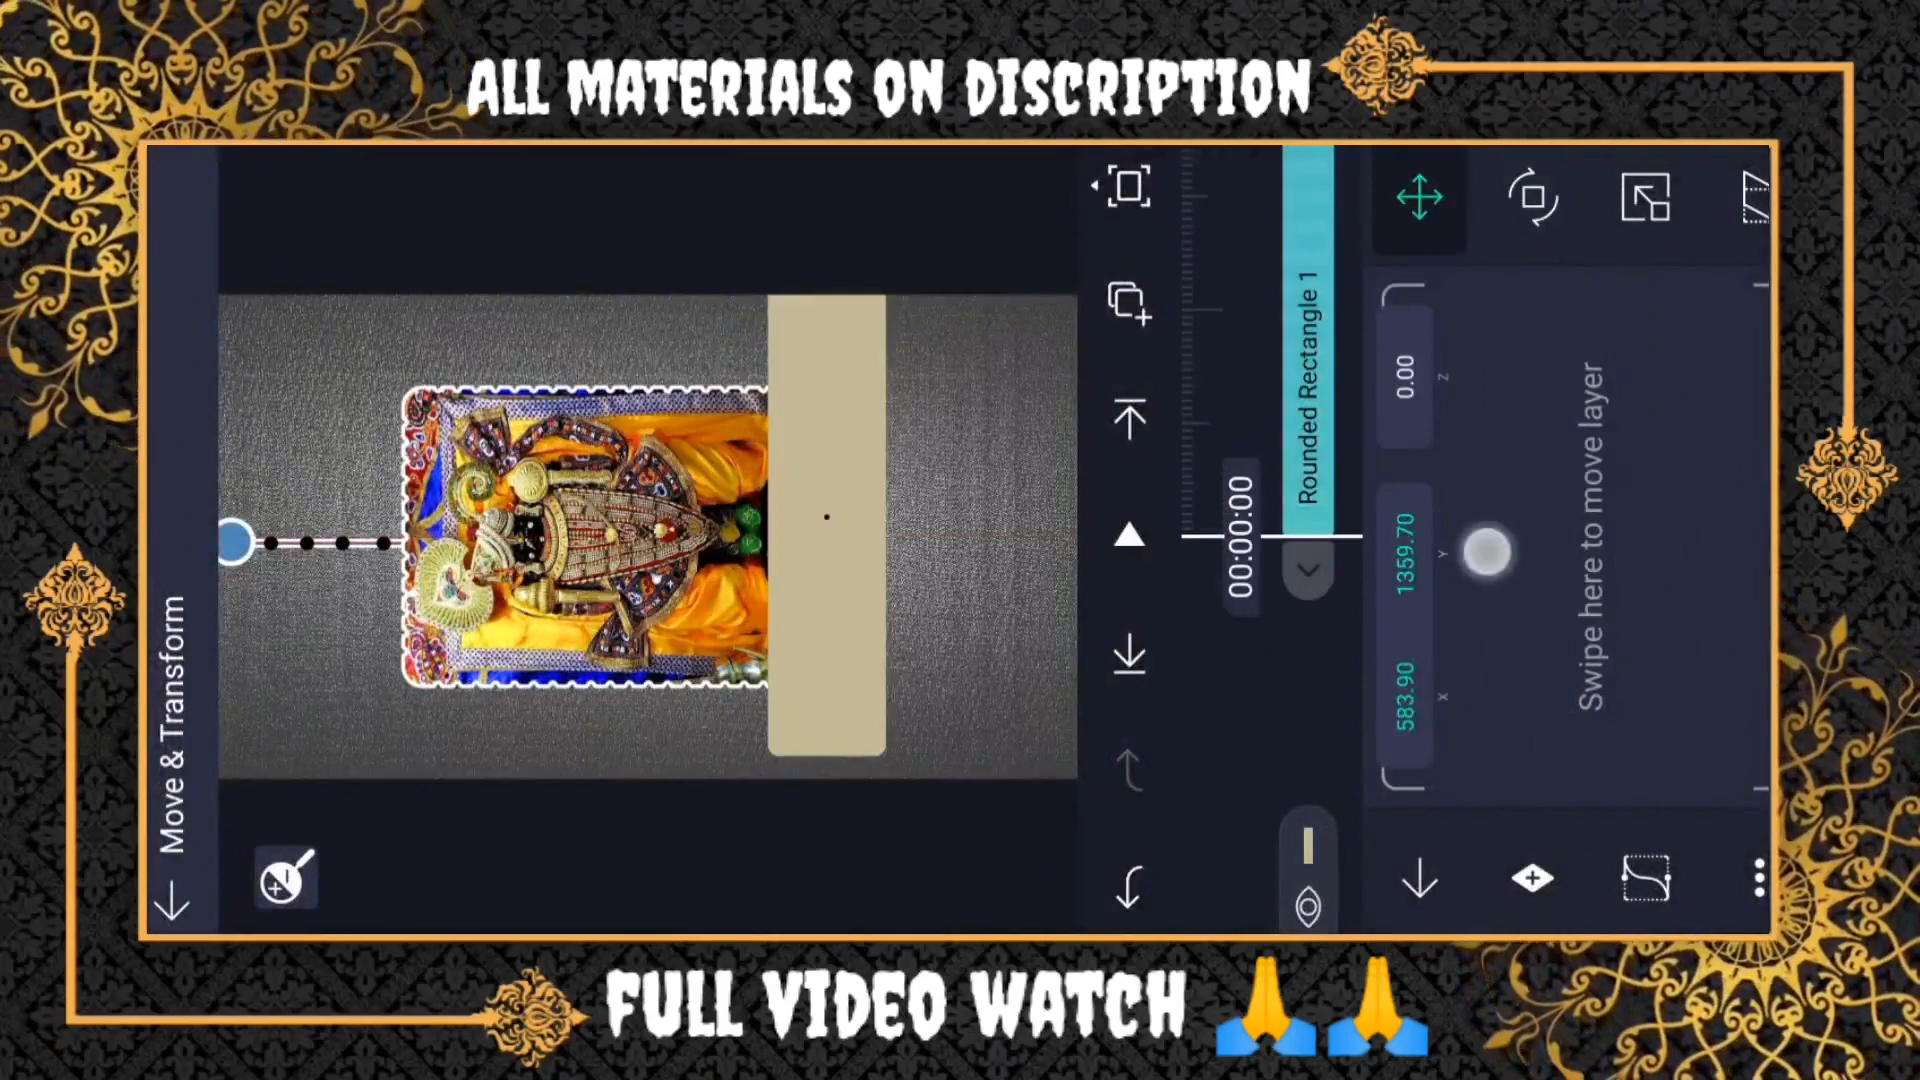 ALL MATERIALS ON DISCRIPTION
Move & Transform
00:00:00
Rounded Rectangle 1
583.90 1359.70 0.00
X Y Z
Swipe here to move layer
FULL VIDEO WATCH 🙏🙏